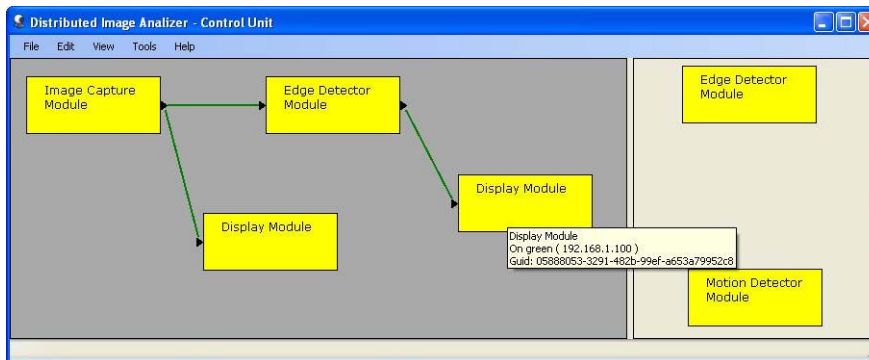 Distributed Image Analizer - Control Unit
File Edit View Tools Help
Image Capture
Module
Edge Detector
Module
Display Module
Display Module
Display Module
On green ( 192.168.1.100 )
Guid: 05888053-3291-482b-99ef-a653a79952c8
Edge Detector
Module
Motion Detector
Module